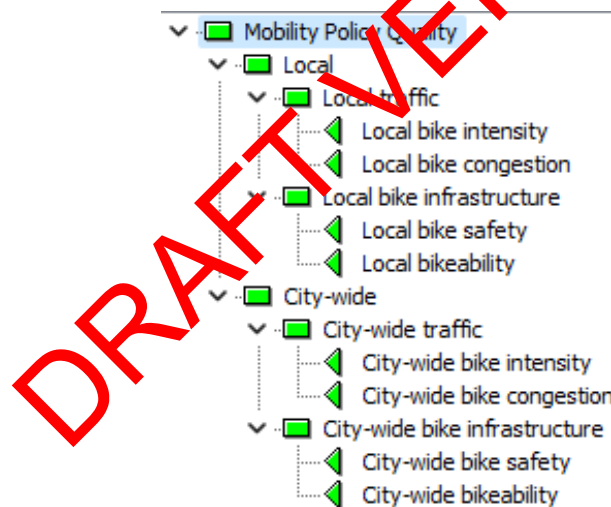 Mobility Policy Quality
Local
Local traffic
Local bike intensity
Local bike congestion
Local bike infrastructure
Local bike safety
Local bikeability
City-wide
City-wide traffic
City-wide bike intensity
City-wide bike congestion
City-wide bike infrastructure
City-wide bike safety
City-wide bikeability
DRAFT VER